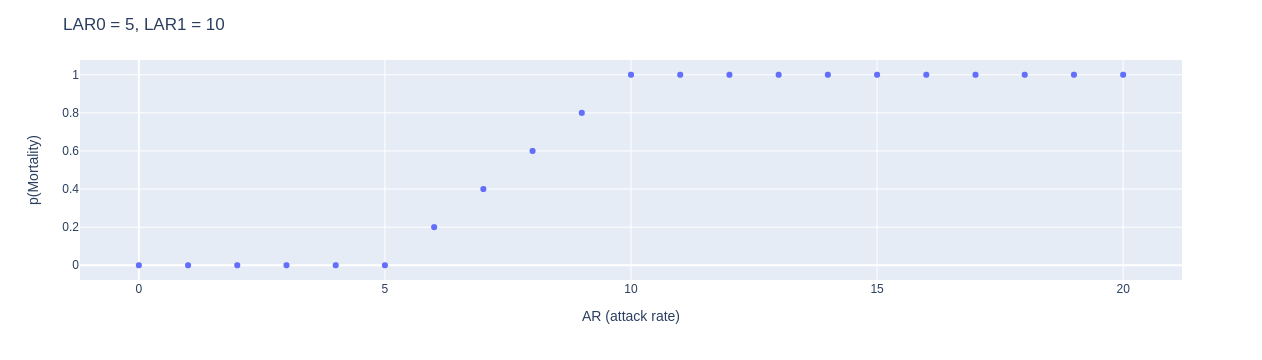 LAR0 = 5, LAR1 = 10
p(Mortality)
1
0.8
0.6
0.4
0.2
0
0 5 10 15 20
AR (attack rate)